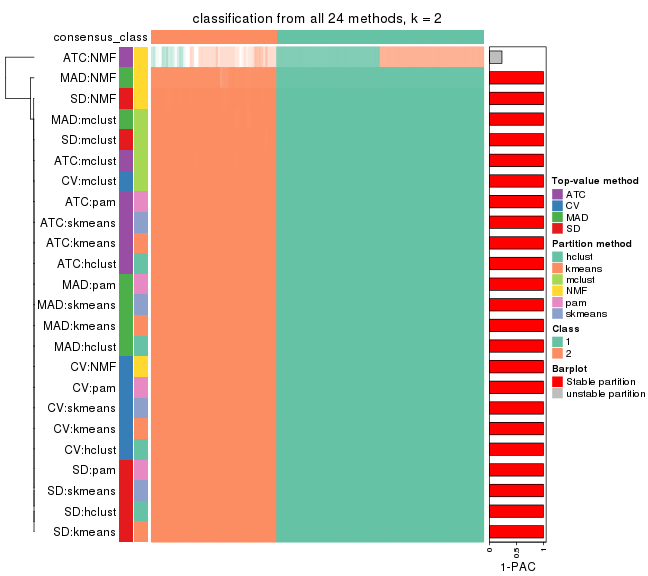 classification from all 24 methods, k = 2
consensus_class
ATC:NMF
MAD:NMF
SD:NMF
MAD:mclust
SD:mclust
ATC:mclust
CV:mclust
ATC:pam
ATC:skmeans
ATC:kmeans
ATC:hclust
MAD:pam
MAD:skmeans
MAD:kmeans
MAD:hclust
CV:NMF
CV:pam
CV:skmeans
CV:kmeans
CV:hclust
SD:pam
SD:skmeans
SD:hclust
SD:kmeans
0
0.5
1
1-PAC
Top-value method
ATC
CV
MAD
SD
Partition method
hclust
kmeans
mclust
NMF
pam
skmeans
Class
1
2
Barplot
Stable partition
unstable partition